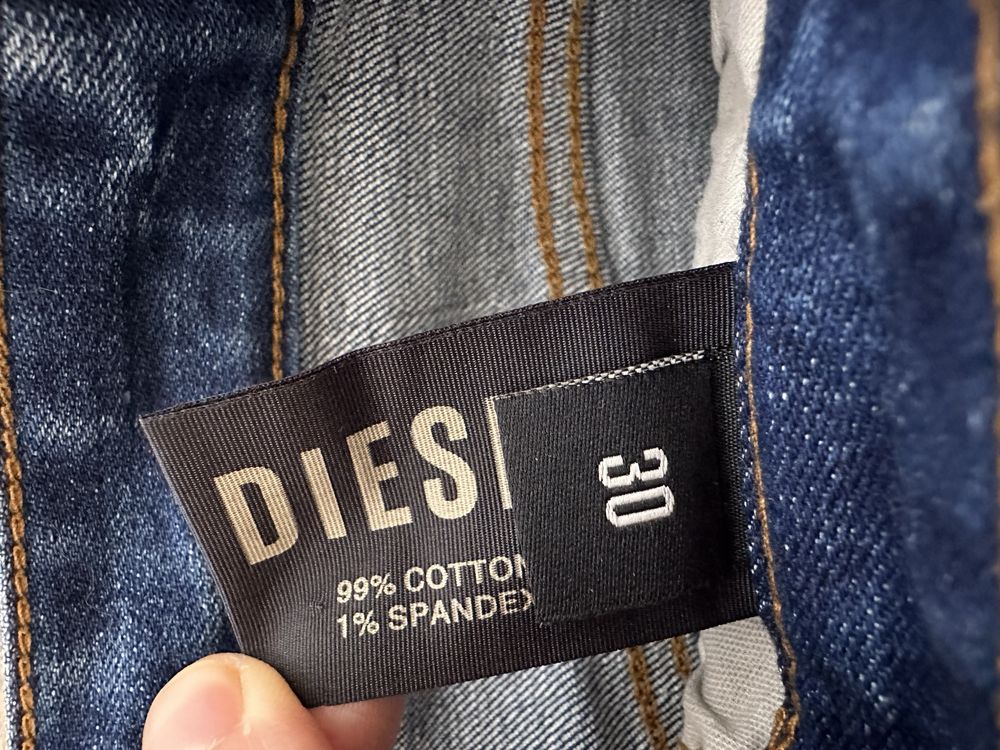 DIES
30
99% COTTON
1% SPANDEX